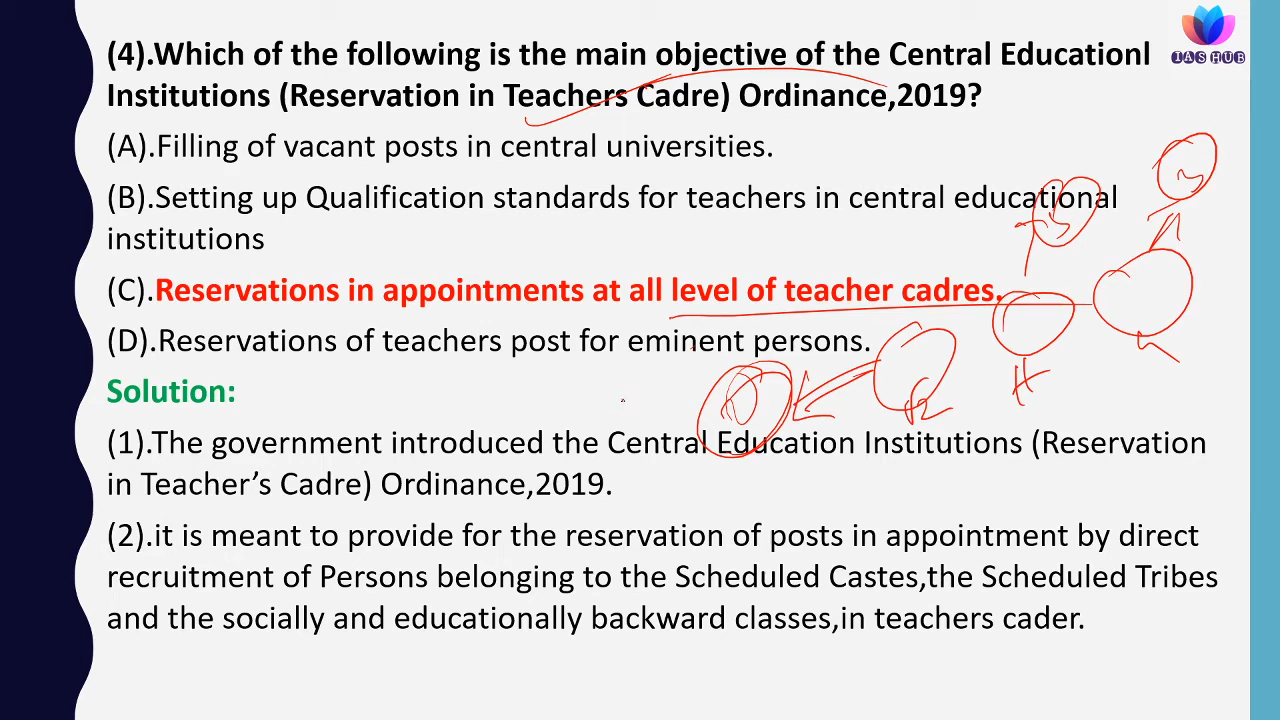 IAS HUB
(4).Which of the following is the main objective of the Central Educationl
Institutions (Reservation in Teachers Cadre) Ordinance,2019?
(A).Filling of vacant posts in central universities.
(B).Setting up Qualification standards for teachers in central educational
institutions
(C).Reservations in appointments at all level of teacher cadres.
(D).Reservations of teachers post for eminent persons.
Solution:
(1).The government introduced the Central Education Institutions (Reservation
in Teacher’s Cadre) Ordinance,2019.
(2).it is meant to provide for the reservation of posts in appointment by direct
recruitment of Persons belonging to the Scheduled Castes,the Scheduled Tribes
and the socially and educationally backward classes,in teachers cader.